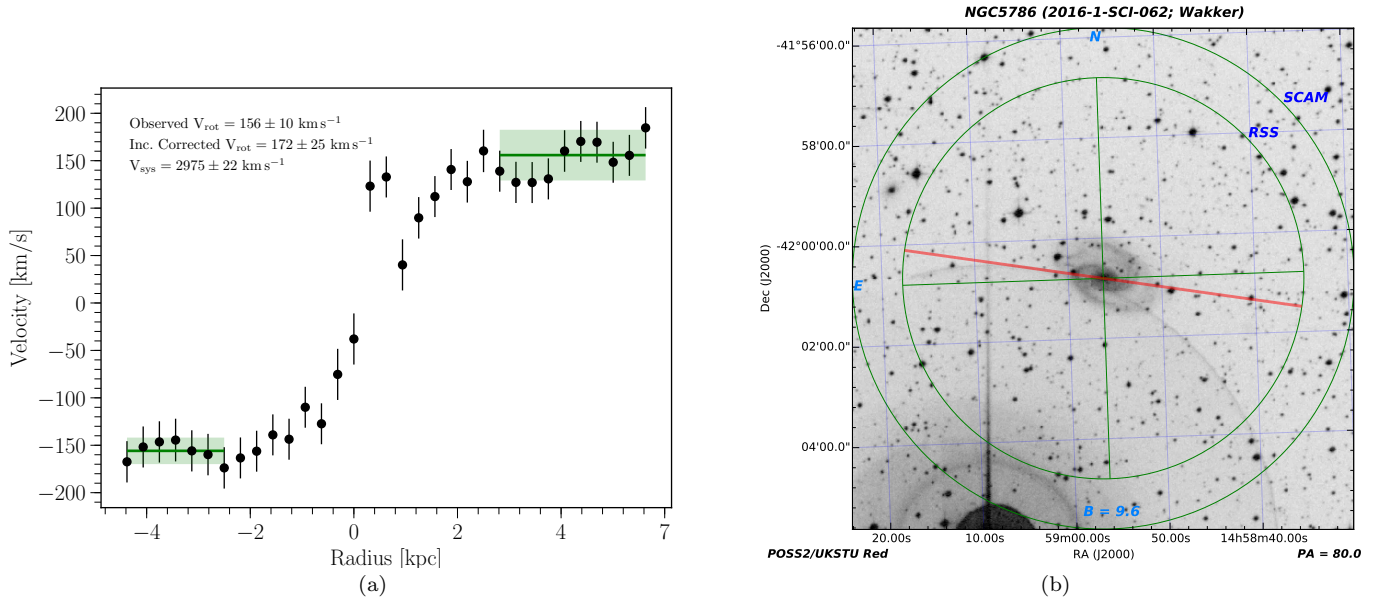 NGC5786 (2016-1-SCI-062; Wakker)
200
150
100
50
0
−50
−100
−150
−200
Velocity [km/s]
Observed Vrot = 156 ± 10 km s−1
Inc. Corrected Vrot = 172 ± 25 km s−1
Vsys = 2975 ± 22 km s−1
−4
−2
0
2
4
7
Radius [kpc]
(a)
-41°56'00.0"
58'00.0"
-42°00'00.0"
02'00.0"
04'00.0"
Dec (J2000)
N
SCAM
RSS
E
B = 9.6
20.00s
10.00s
59m00.00s
50.00s
14h58m40.00s
POSS2/UKSTU Red
RA (J2000)
PA = 80.0
(b)